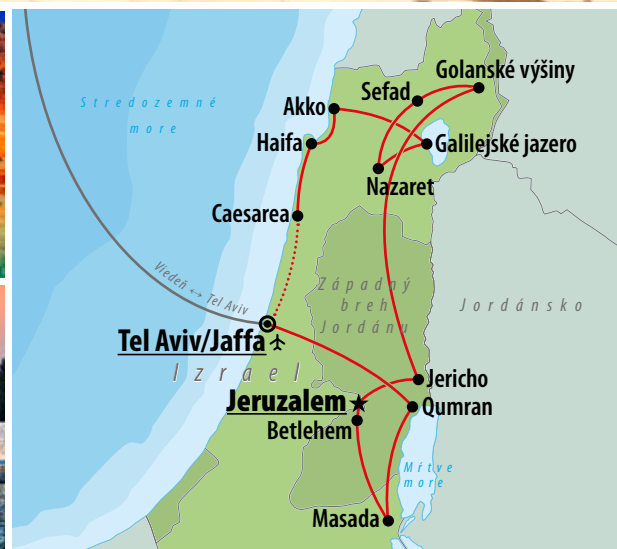 Stredozemné
more
Akko
Sefad
Golanské výšiny
Haifa
Galilejské jazero
Nazaret
Caesarea
Viedeň ↔ Tel Aviv
Západný
breh
Jordánu
Jordánsko
Tel Aviv/Jaffa
Izrael
Jericho
Jeruzalem
Qumran
Betlehem
Mŕtve
more
Masada